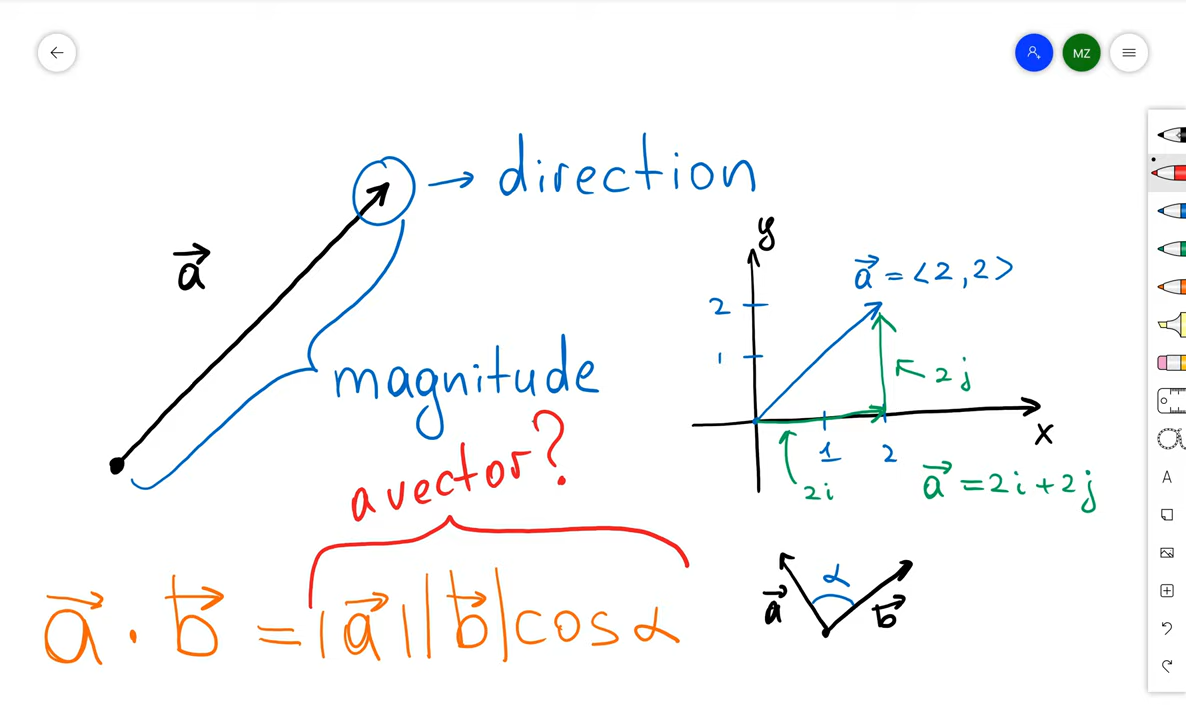 MZ
→ direction
a⃗
magnitude
y
a⃗ = <2, 2>
2
1
2j
x
1
2
2i
a⃗ = 2i + 2j
a vector?
a⃗ · b⃗ = |a⃗||b⃗|cos α
α
a⃗
b⃗
A